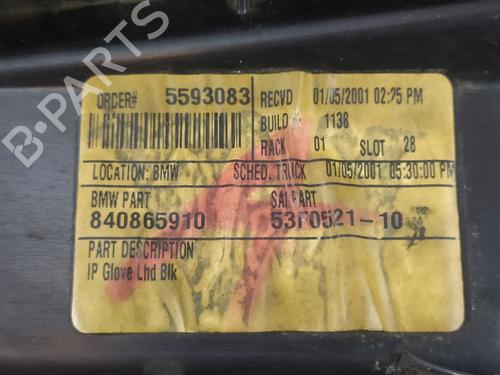 ORDER# 5593083
RECVD 01/05/2001 02:25 PM
BUILD #: 1138
RACK 01 SLOT 28
LOCATION: BMW SCHED. TRUCK 01/05/2001 05:30:00 PM
BMW PART SAI PART
840865910 53F0521-10
PART DESCRIPTION
IP Glove Lhd Blk